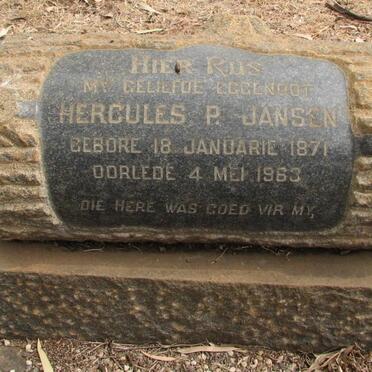 HIER RUS
MY GELIEFDE EGGENOOT
HERCULES P. JANSEN
GEBORE 18 JANUARIE 1871
OORLEDE 4 MEI 1963
DIE HERE WAS GOED VIR MY,